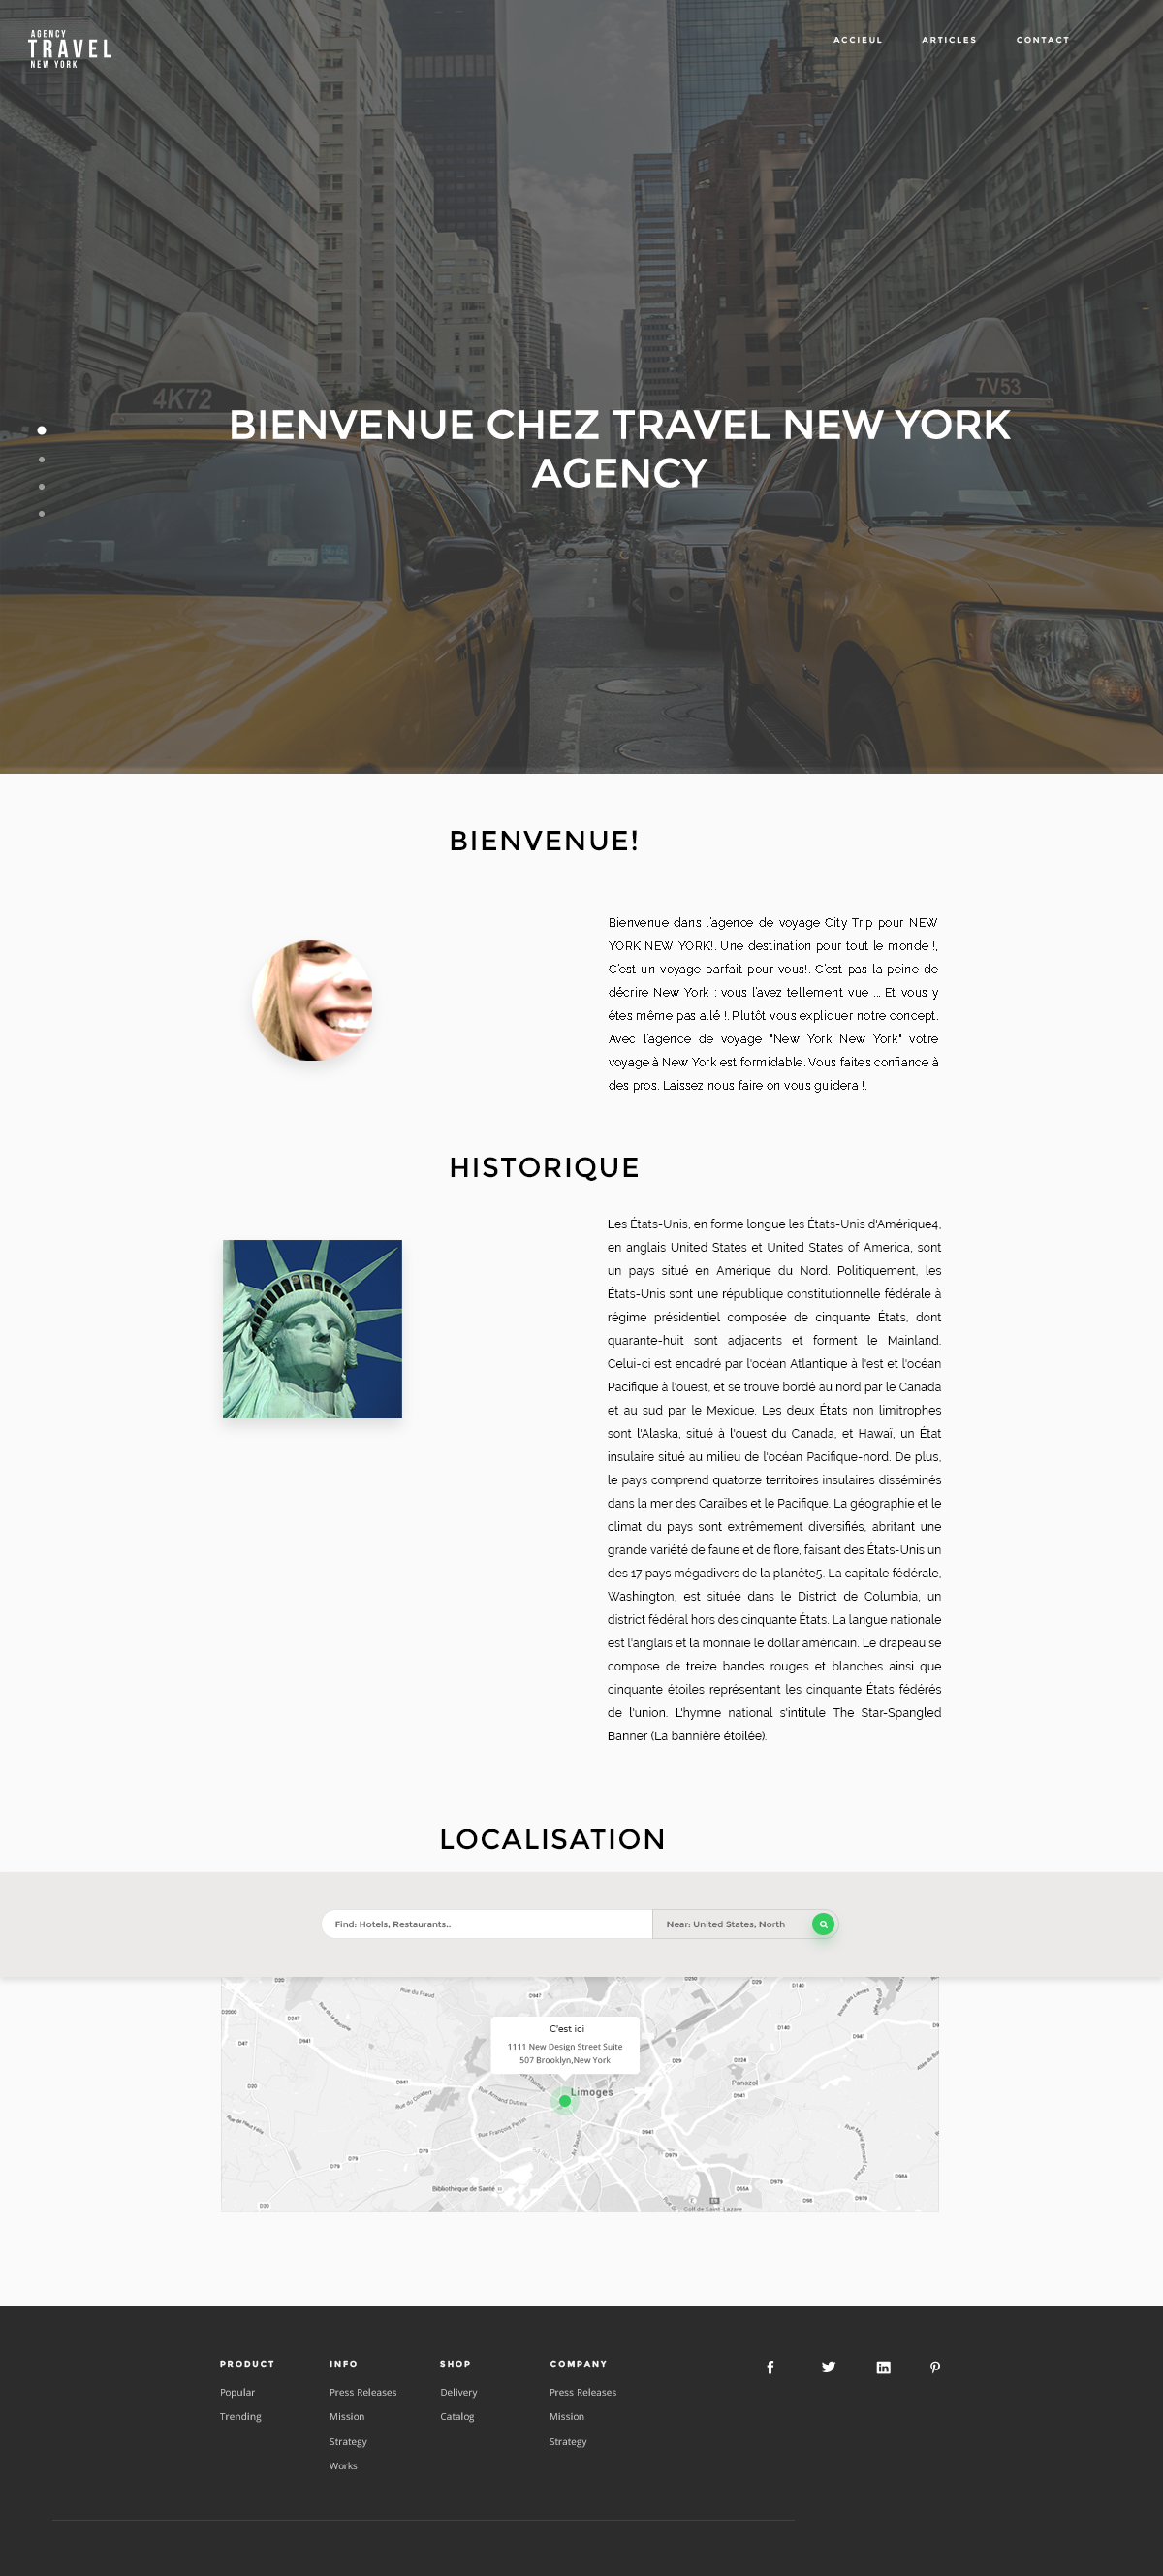 AGENCY
TRAVEL
NEW YORK
ACCIEUL ARTICLES CONTACT
4K72
7V53
BIENVENUE CHEZ TRAVEL NEW YORK
AGENCY
BIENVENUE!
Bienvenue dans l'agence de voyage City Trip pour NEW
YORK NEW YORK!. Une destination pour tout le monde !,
C'est un voyage parfait pour vous!. C'est pas la peine de
décrire New York : vous l'avez tellement vue ... Et vous y
êtes même pas allé !. Plutôt vous expliquer notre concept.
Avec l'agence de voyage "New York New York" votre
voyage à New York est formidable. Vous faites confiance à
des pros. Laissez nous faire on vous guidera !.
HISTORIQUE
Les États-Unis, en forme longue les États-Unis d'Amérique4,
en anglais United States et United States of America, sont
un pays situé en Amérique du Nord. Politiquement, les
États-Unis sont une république constitutionnelle fédérale à
régime présidentiel composée de cinquante États, dont
quarante-huit sont adjacents et forment le Mainland.
Celui-ci est encadré par l'océan Atlantique à l'est et l'océan
Pacifique à l'ouest, et se trouve bordé au nord par le Canada
et au sud par le Mexique. Les deux États non limitrophes
sont l'Alaska, situé à l'ouest du Canada, et Hawaï, un État
insulaire situé au milieu de l'océan Pacifique-nord. De plus,
le pays comprend quatorze territoires insulaires disséminés
dans la mer des Caraïbes et le Pacifique. La géographie et le
climat du pays sont extrêmement diversifiés, abritant une
grande variété de faune et de flore, faisant des États-Unis un
des 17 pays mégadivers de la planète5. La capitale fédérale,
Washington, est située dans le District de Columbia, un
district fédéral hors des cinquante États. La langue nationale
est l'anglais et la monnaie le dollar américain. Le drapeau se
compose de treize bandes rouges et blanches ainsi que
cinquante étoiles représentant les cinquante États fédérés
de l'union. L'hymne national s'intitule The Star-Spangled
Banner (La bannière étoilée).
LOCALISATION
Find: Hotels, Restaurants..
Near: United States, North
C'est ici
1111 New Design Street Suite
507 Brooklyn,New York
Limoges
Panazol
Rue du Fraud
Rue Armand Dutreix
Rue François Perrin
Bibliothèque de Santé
Golf de Saint-Lazare
PRODUCT INFO SHOP COMPANY
Popular Press Releases Delivery Press Releases
Trending Mission Catalog Mission
Strategy Strategy
Works